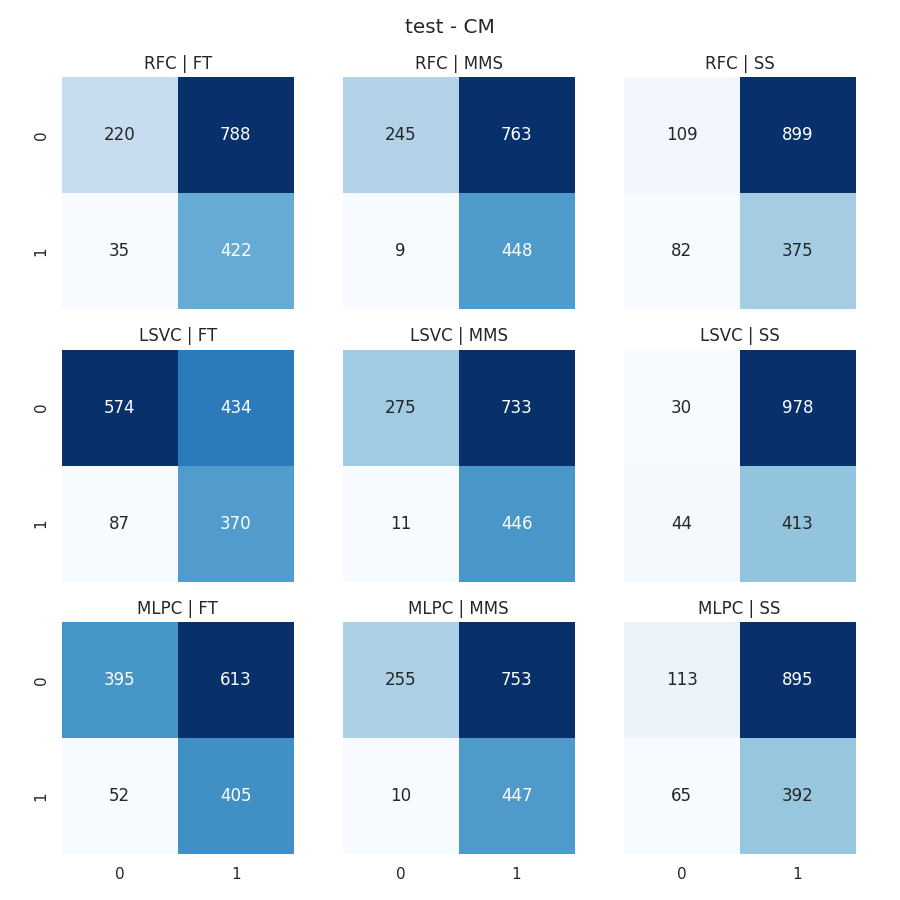 test - CM
RFC | FT RFC | MMS RFC | SS
0 220 788 245 763 109 899
1 35 422 9 448 82 375
LSVC | FT LSVC | MMS LSVC | SS
0 574 434 275 733 30 978
1 87 370 11 446 44 413
MLPC | FT MLPC | MMS MLPC | SS
0 395 613 255 753 113 895
1 52 405 10 447 65 392
0 1 0 1 0 1